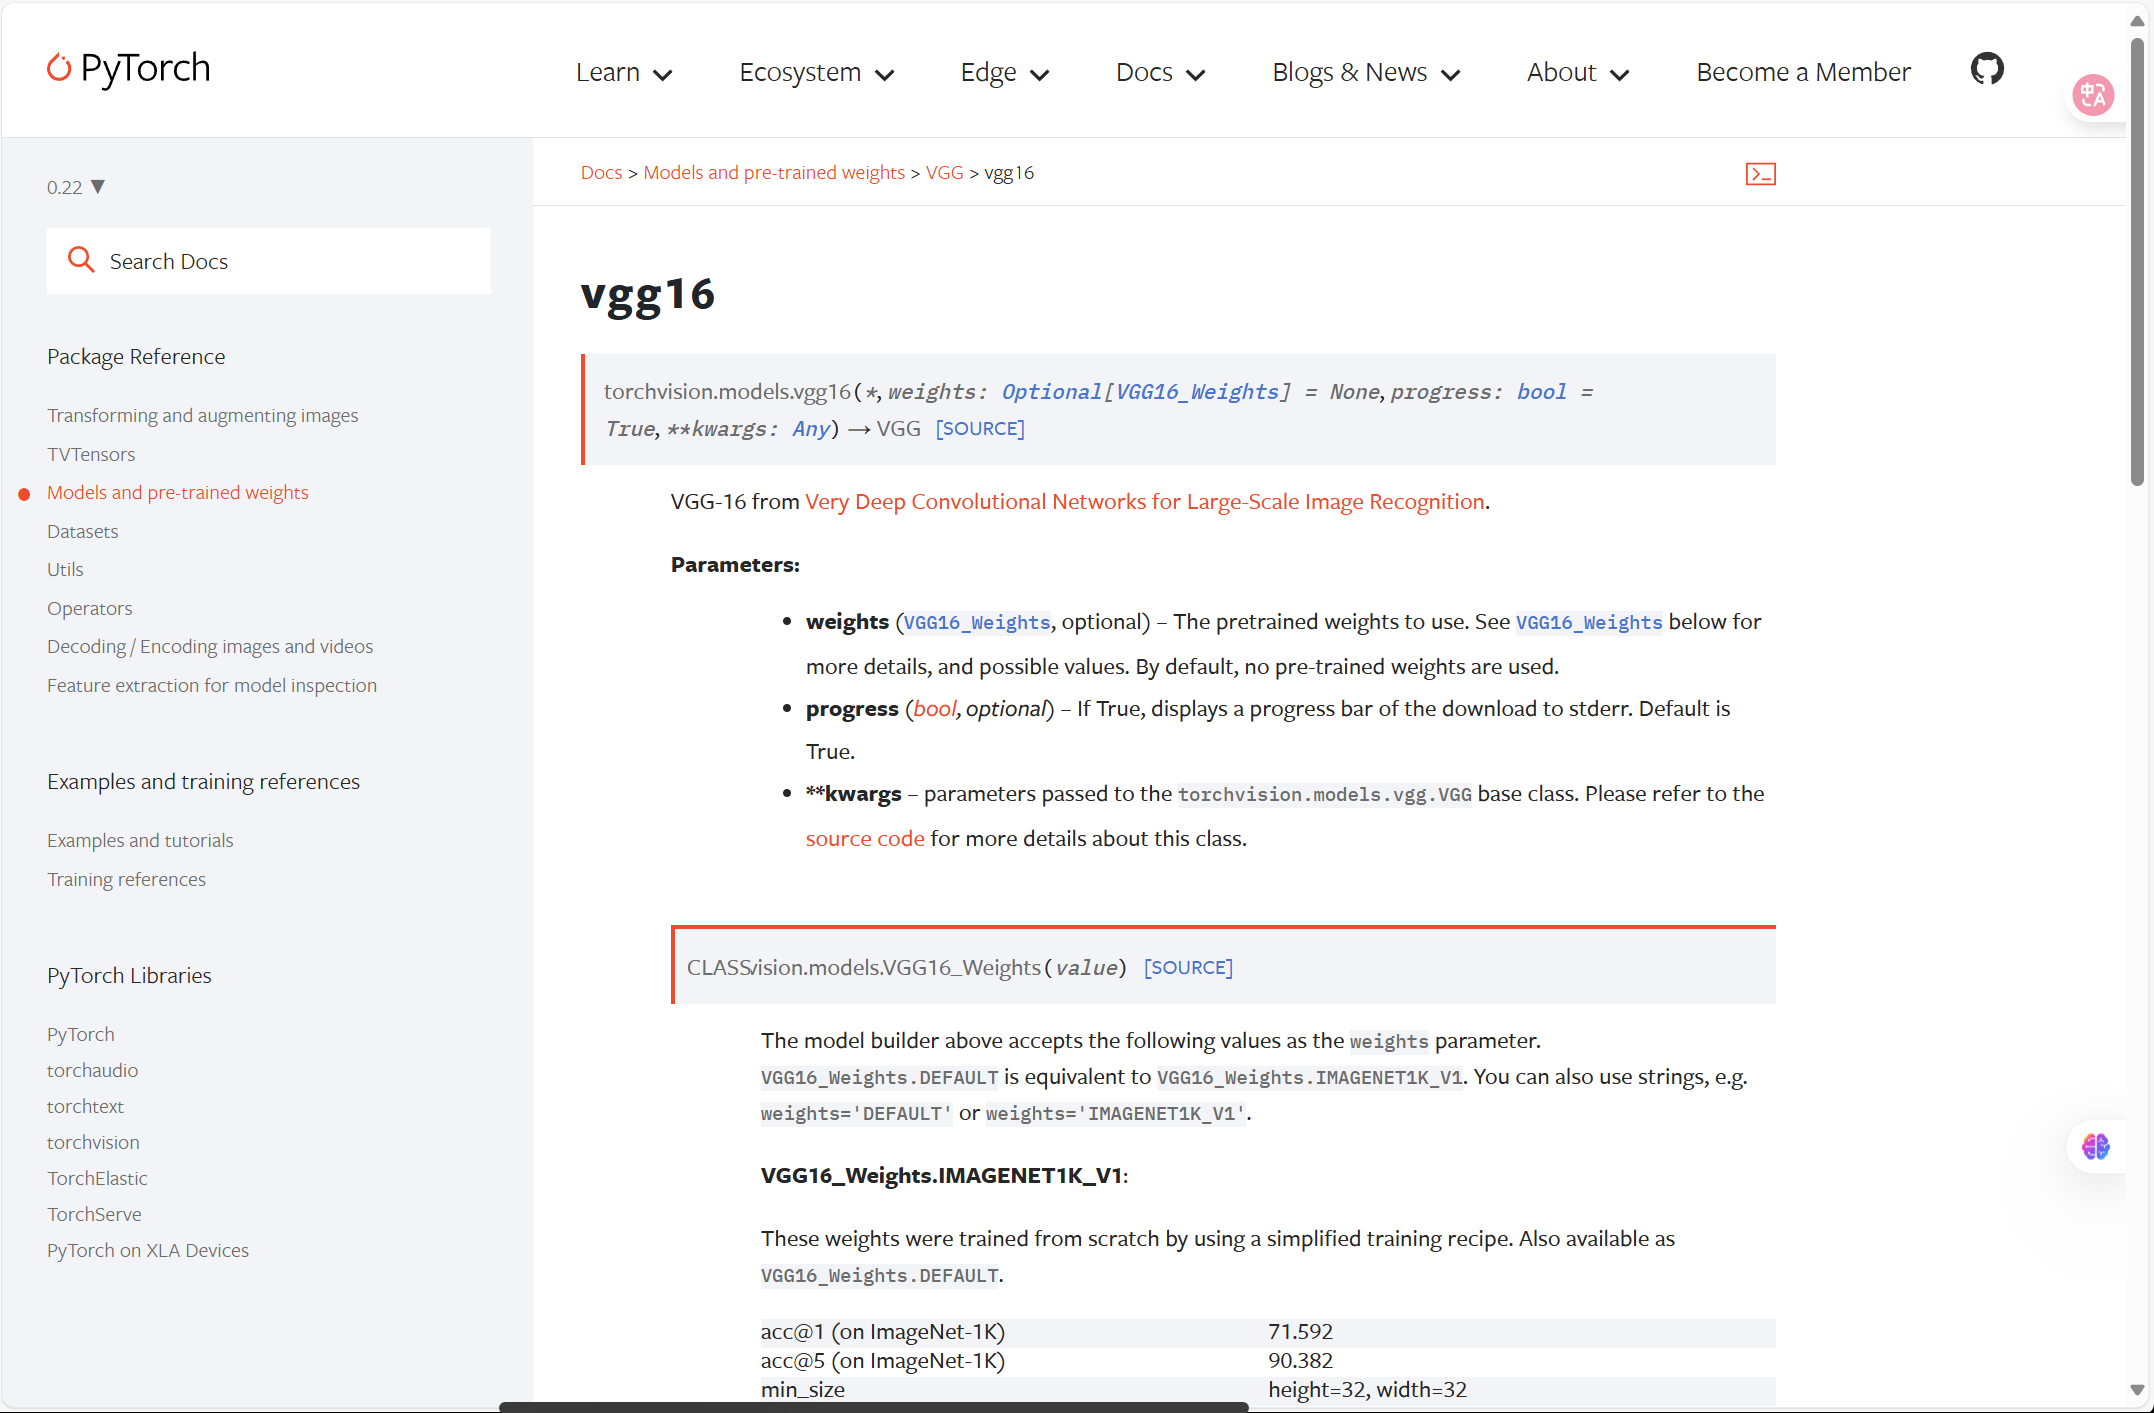 PyTorch
Learn
Ecosystem
Edge
Docs
Blogs & News
About
Become a Member
0.22 ▼
Search Docs
Package Reference
Transforming and augmenting images
TVTensors
Models and pre-trained weights
Datasets
Utils
Operators
Decoding / Encoding images and videos
Feature extraction for model inspection
Examples and training references
Examples and tutorials
Training references
PyTorch Libraries
PyTorch
torchaudio
torchtext
torchvision
TorchElastic
TorchServe
PyTorch on XLA Devices
Docs > Models and pre-trained weights > VGG > vgg16
vgg16
torchvision.models.vgg16(*, weights: Optional[VGG16_Weights] = None, progress: bool =
True, **kwargs: Any) → VGG [SOURCE]
VGG-16 from Very Deep Convolutional Networks for Large-Scale Image Recognition.
Parameters:
• weights (VGG16_Weights, optional) – The pretrained weights to use. See VGG16_Weights below for
more details, and possible values. By default, no pre-trained weights are used.
• progress (bool, optional) – If True, displays a progress bar of the download to stderr. Default is
True.
• **kwargs – parameters passed to the torchvision.models.vgg.VGG base class. Please refer to the
source code for more details about this class.
CLASSvision.models.VGG16_Weights(value) [SOURCE]
The model builder above accepts the following values as the weights parameter.
VGG16_Weights.DEFAULT is equivalent to VGG16_Weights.IMAGENET1K_V1. You can also use strings, e.g.
weights='DEFAULT' or weights='IMAGENET1K_V1'.
VGG16_Weights.IMAGENET1K_V1:
These weights were trained from scratch by using a simplified training recipe. Also available as
VGG16_Weights.DEFAULT.
acc@1 (on ImageNet-1K) 71.592
acc@5 (on ImageNet-1K) 90.382
min_size height=32, width=32